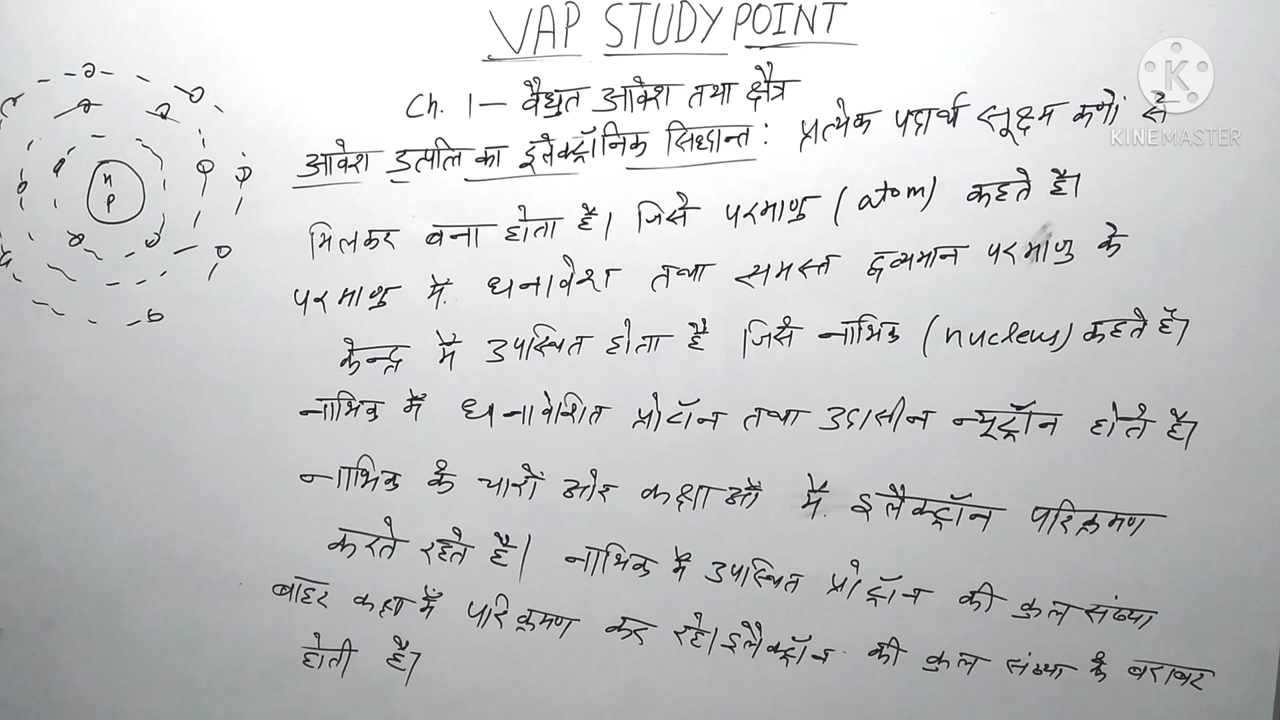 VAP STUDY POINT
Ch. 1 – वैद्युत आवेश तथा क्षेत्र
आवेश उत्पत्ति का इलेक्ट्रॉनिक सिद्धान्त : प्रत्येक पदार्थ सूक्ष्म कणों से
मिलकर बना होता है। जिसे परमाणु (atom) कहते है।
परमाणु में धनावेश तथा समस्त द्रव्यमान परमाणु के
केन्द्र में उपस्थित होता है जिसे नाभिक (nucleus) कहते है।
नाभिक में धनावेशित प्रोटॉन तथा उदासीन न्यूट्रॉन होते है।
नाभिक के चारों ओर कक्षाओं में इलैक्ट्रॉन परिक्रमण
करते रहते है। नाभिक में उपस्थित प्रोट्रॉन की कुल संख्या
बाहर कक्षा में परिक्रमण कर रहे। इलैक्ट्रॉन की कुल संख्या के बराबर
होती है।
n
p
K
KINEMASTER